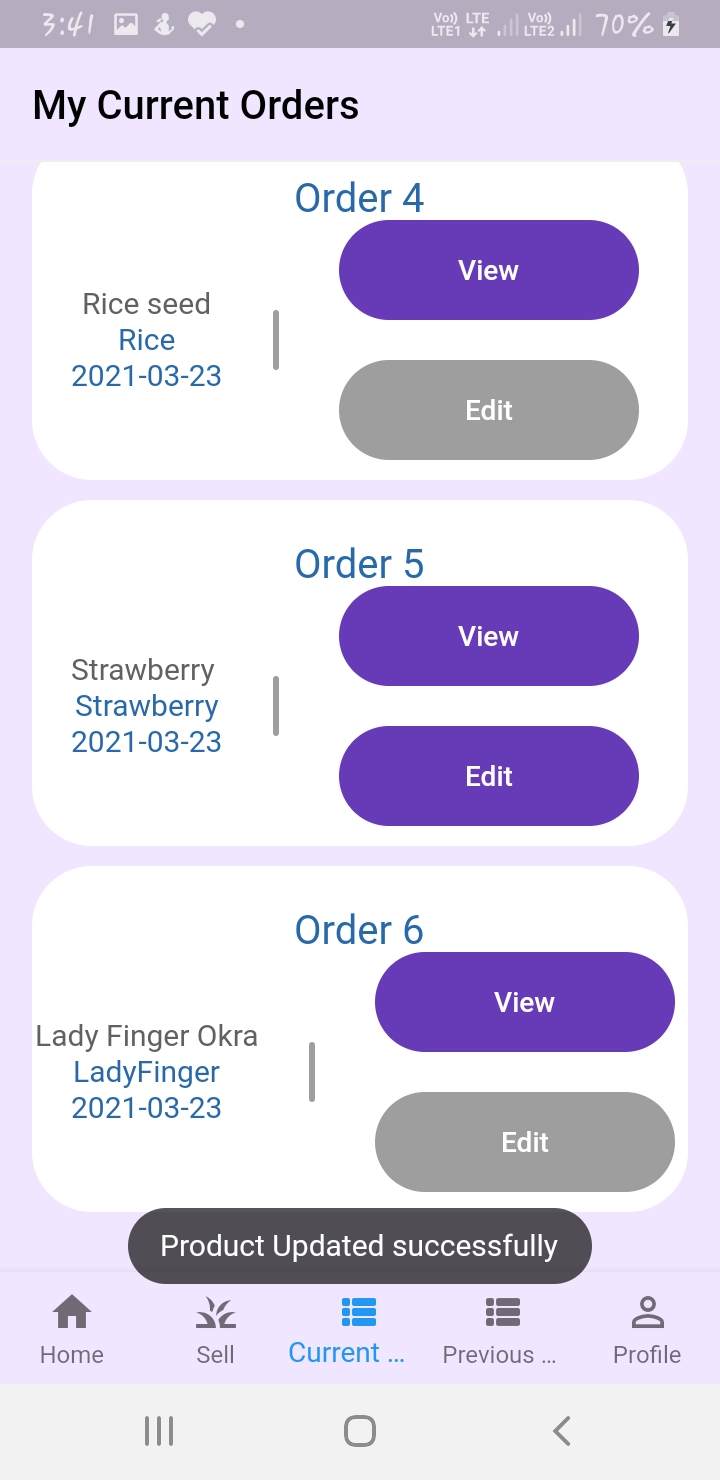 3:41
Vo)) LTE
LTE1
Vo))
LTE2
70%
My Current Orders
Order 4
View
Rice seed
Rice
2021-03-23
Edit
Order 5
View
Strawberry
Strawberry
2021-03-23
Edit
Order 6
View
Lady Finger Okra
LadyFinger
2021-03-23
Edit
Product Updated successfully
Home
Sell
Current ...
Previous ...
Profile